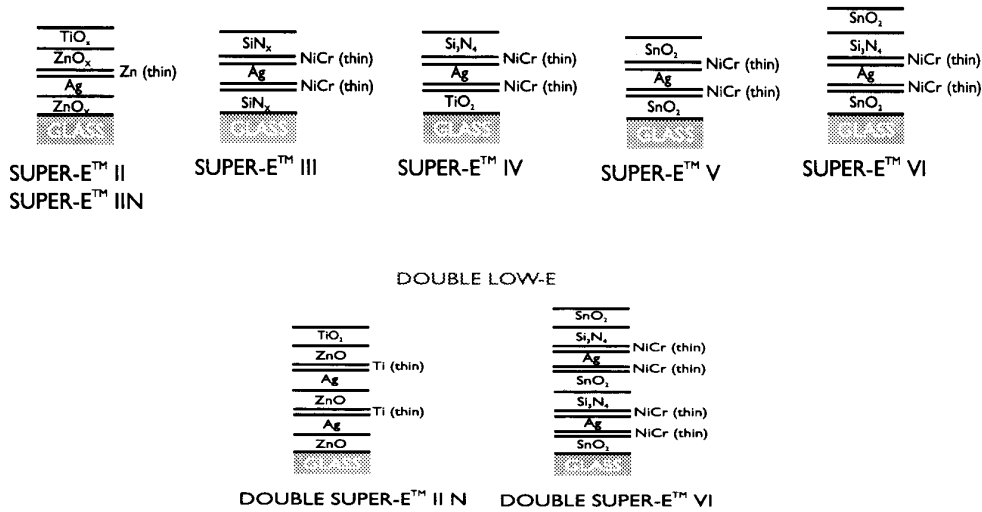 TiOₓ
ZnOₓ
Zn (thin)
Ag
ZnOₓ
GLASS
SUPER-E™ II
SUPER-E™ IIN
SiNₓ
NiCr (thin)
Ag
NiCr (thin)
SiNₓ
GLASS
SUPER-E™ III
Si₃N₄
NiCr (thin)
Ag
NiCr (thin)
TiO₂
GLASS
SUPER-E™ IV
SnO₂
NiCr (thin)
Ag
NiCr (thin)
SnO₂
GLASS
SUPER-E™ V
SnO₂
Si₃N₄
NiCr (thin)
Ag
NiCr (thin)
SnO₂
GLASS
SUPER-E™ VI
DOUBLE LOW-E
TiO₂
ZnO
Ti (thin)
Ag
ZnO
Ti (thin)
Ag
ZnO
GLASS
DOUBLE SUPER-E™ II N
SnO₂
Si₃N₄
NiCr (thin)
Ag
NiCr (thin)
SnO₂
Si₃N₄
NiCr (thin)
Ag
NiCr (thin)
SnO₂
GLASS
DOUBLE SUPER-E™ VI